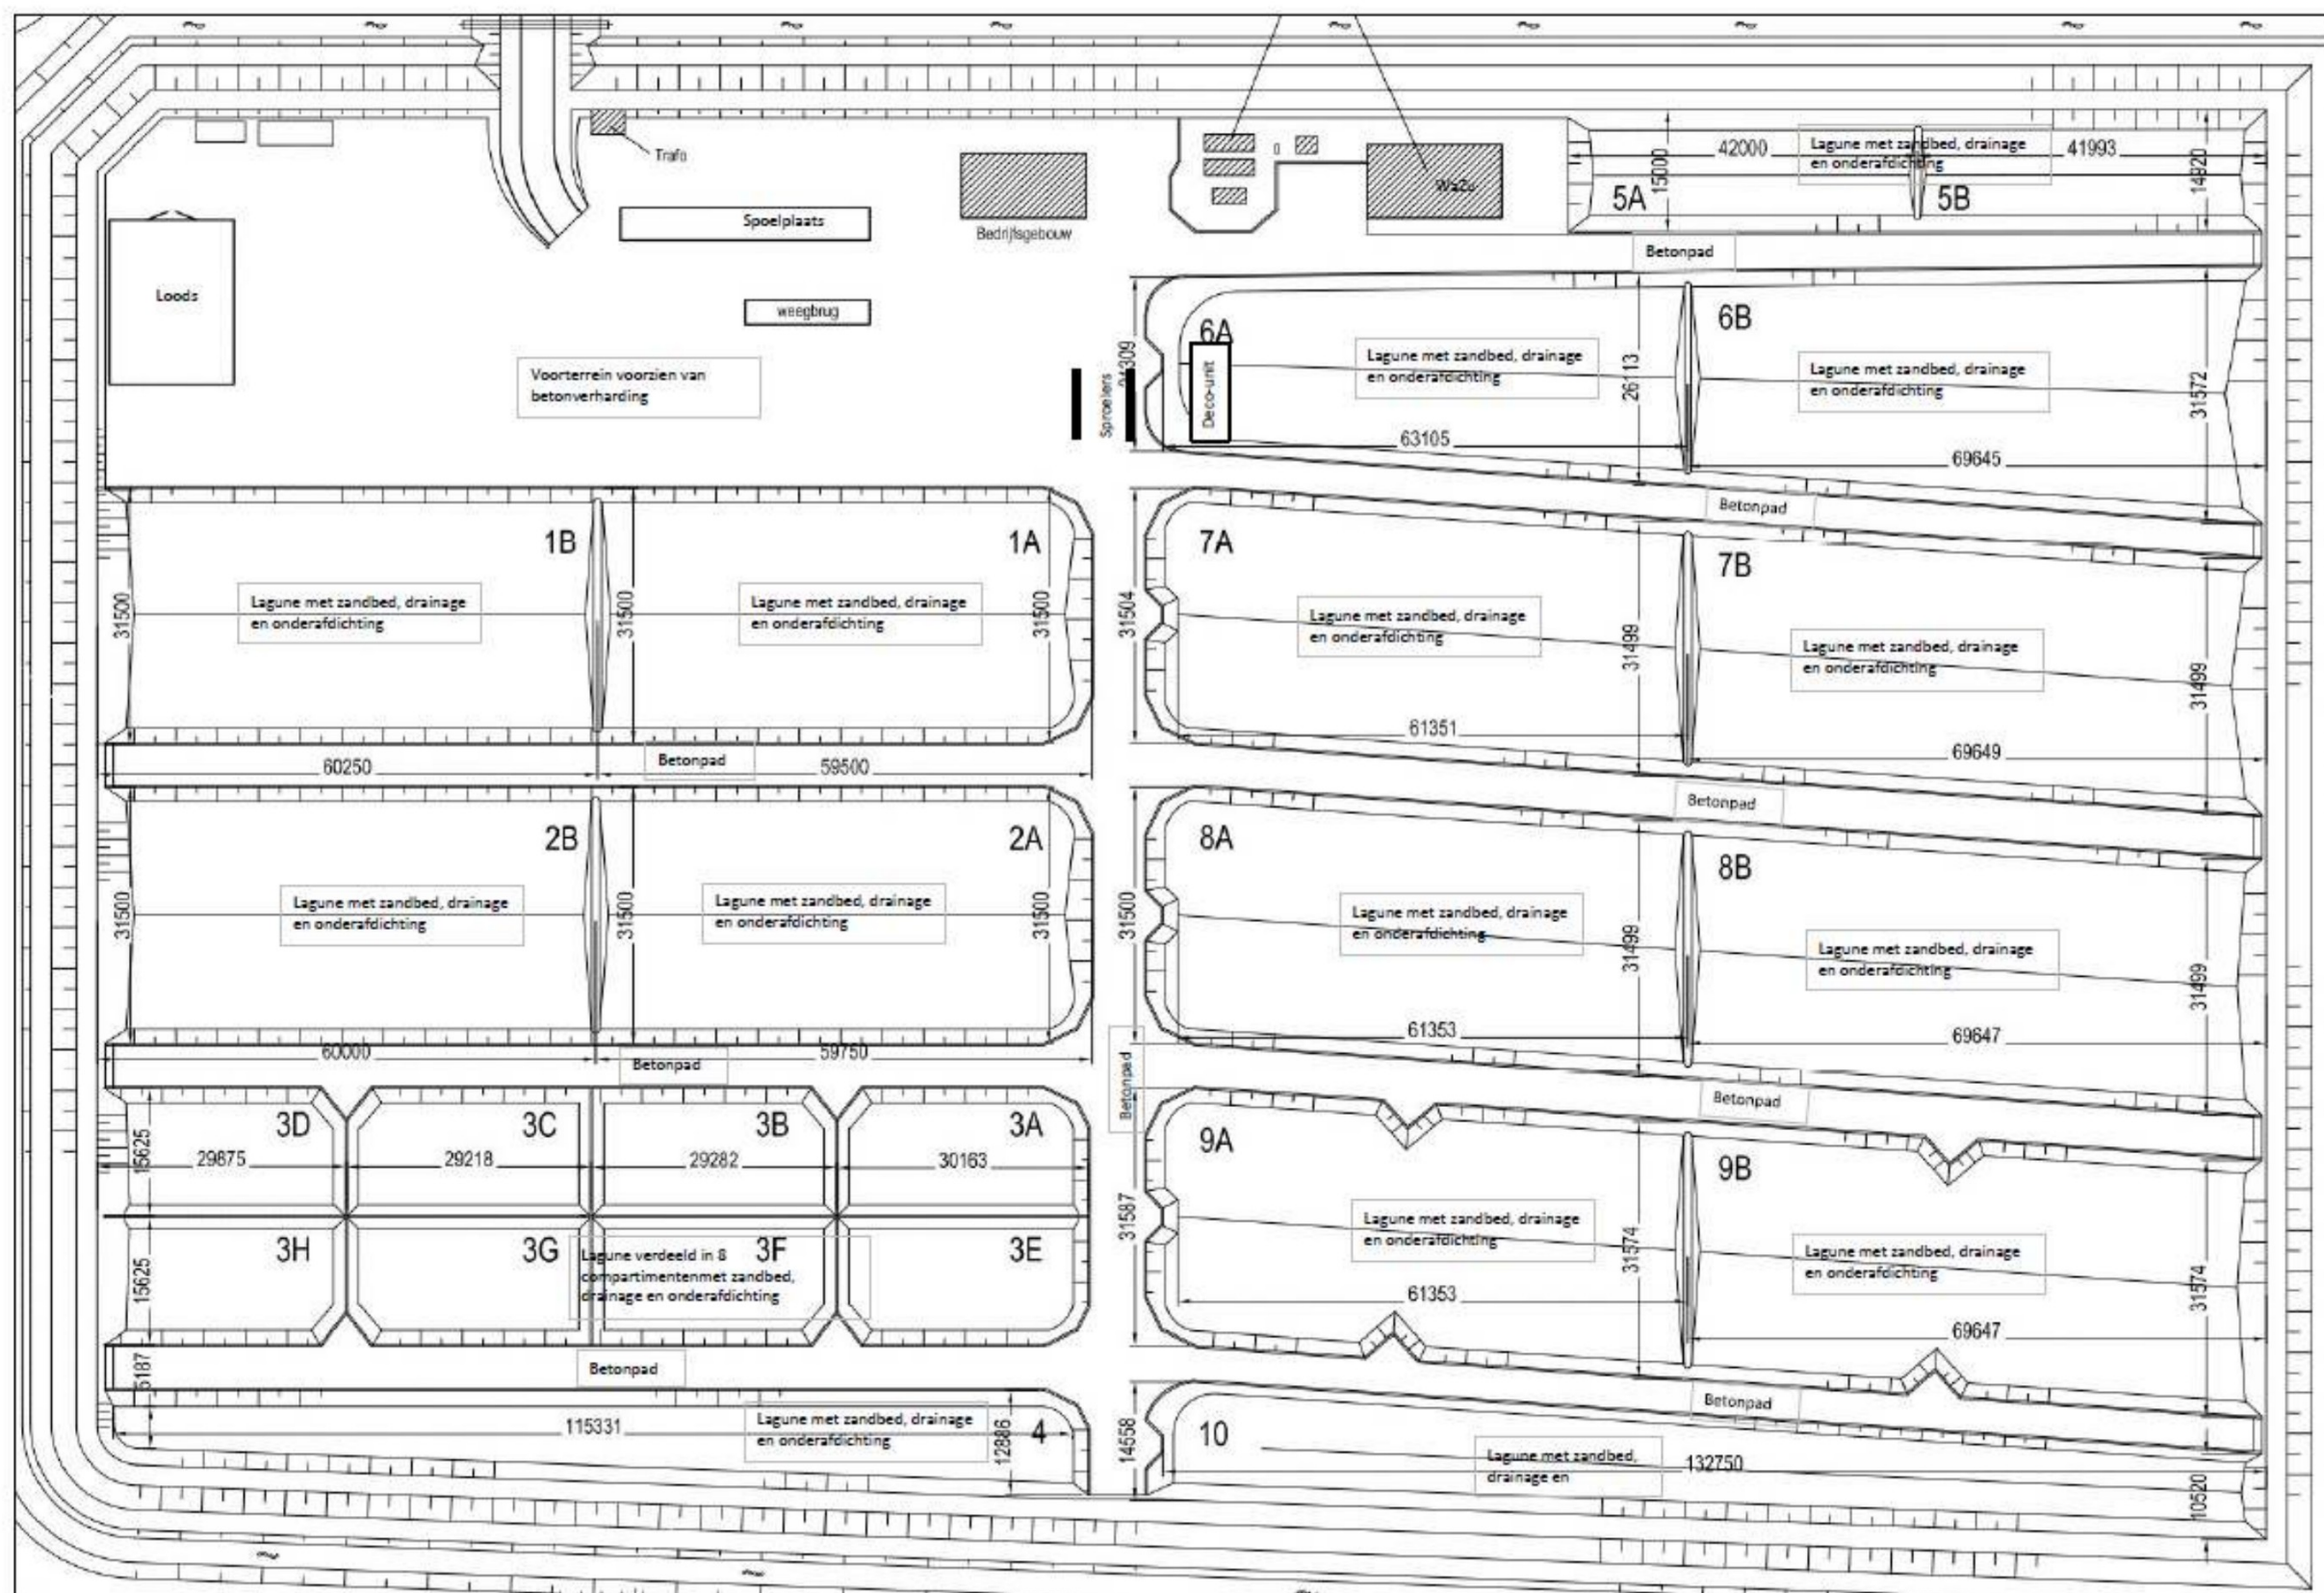 Trafo
Spoelplaats
Bedrijfsgebouw
WaZu
Loods
weegbrug
Voorterrein voorzien van
betonverharding
Sproeiers
Deco-unit
42000
Lagune met zandbed, drainage
en onderafdichting
41993
15000
14920
5A
5B
Betonpad
6A
6B
Lagune met zandbed, drainage
en onderafdichting
Lagune met zandbed, drainage
en onderafdichting
26113
31572
63105
69645
Betonpad
1B
1A
Lagune met zandbed, drainage
en onderafdichting
Lagune met zandbed, drainage
en onderafdichting
31500
31500
31500
60250
Betonpad
59500
7A
7B
31504
Lagune met zandbed, drainage
en onderafdichting
Lagune met zandbed, drainage
en onderafdichting
31499
31499
61351
69649
Betonpad
2B
2A
Lagune met zandbed, drainage
en onderafdichting
Lagune met zandbed, drainage
en onderafdichting
31500
31500
31500
60000
Betonpad
59750
8A
8B
31500
Lagune met zandbed, drainage
en onderafdichting
Lagune met zandbed, drainage
en onderafdichting
31499
31499
61353
69647
Betonpad
Betonpad
3D
3C
3B
3A
15625
29875
29218
29282
30163
3H
3G
3F
3E
15625
Lagune verdeeld in 8
compartimentenmet zandbed,
drainage en onderafdichting
9A
9B
31587
Lagune met zandbed, drainage
en onderafdichting
Lagune met zandbed, drainage
en onderafdichting
31574
31574
61353
69647
Betonpad
5187
Betonpad
115331
Lagune met zandbed, drainage
en onderafdichting
12886
4
14558
10
Lagune met zandbed,
drainage en
132750
10520